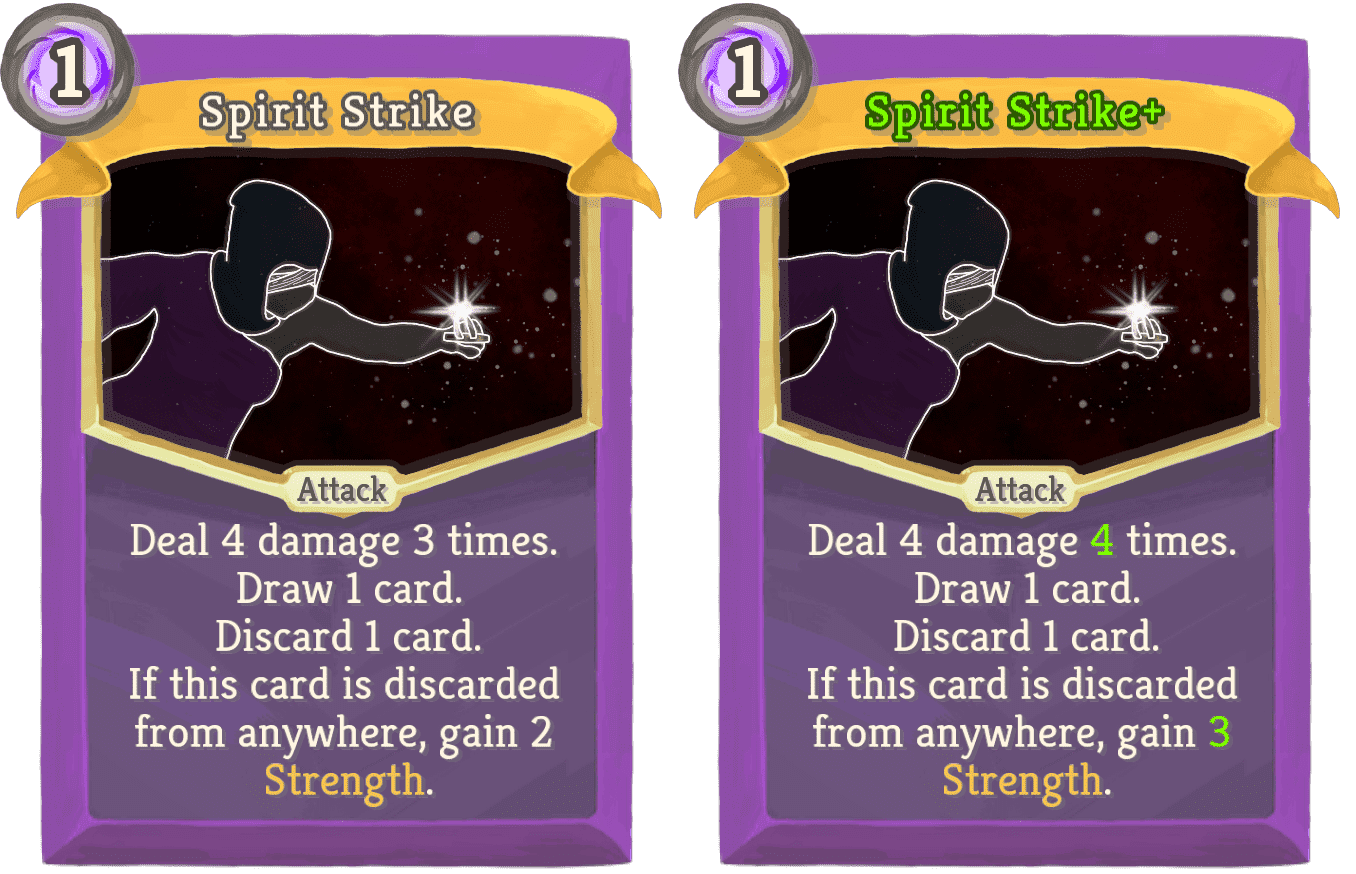 1
Spirit Strike
Attack
Deal 4 damage 3 times.
Draw 1 card.
Discard 1 card.
If this card is discarded
from anywhere, gain 2
Strength.
1
Spirit Strike+
Attack
Deal 4 damage 4 times.
Draw 1 card.
Discard 1 card.
If this card is discarded
from anywhere, gain 3
Strength.